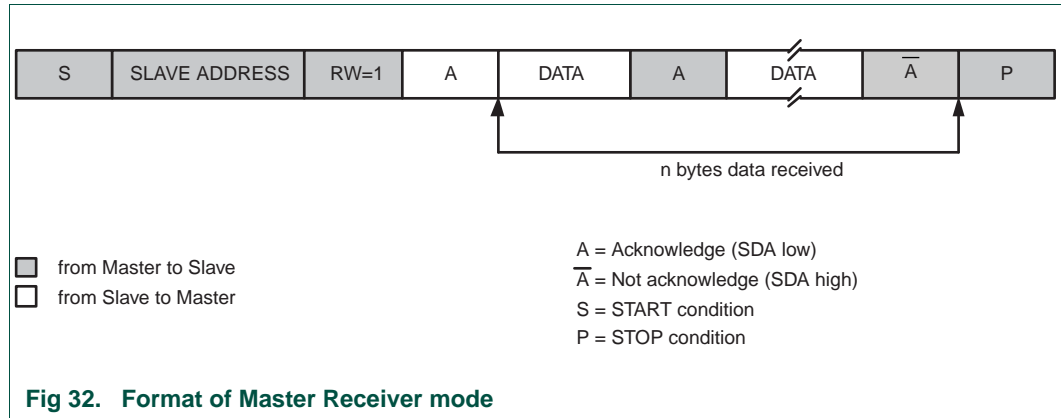 S SLAVE ADDRESS RW=1 A DATA A DATA A̅ P
n bytes data received
from Master to Slave
from Slave to Master
A = Acknowledge (SDA low)
A̅ = Not acknowledge (SDA high)
S = START condition
P = STOP condition
Fig 32. Format of Master Receiver mode